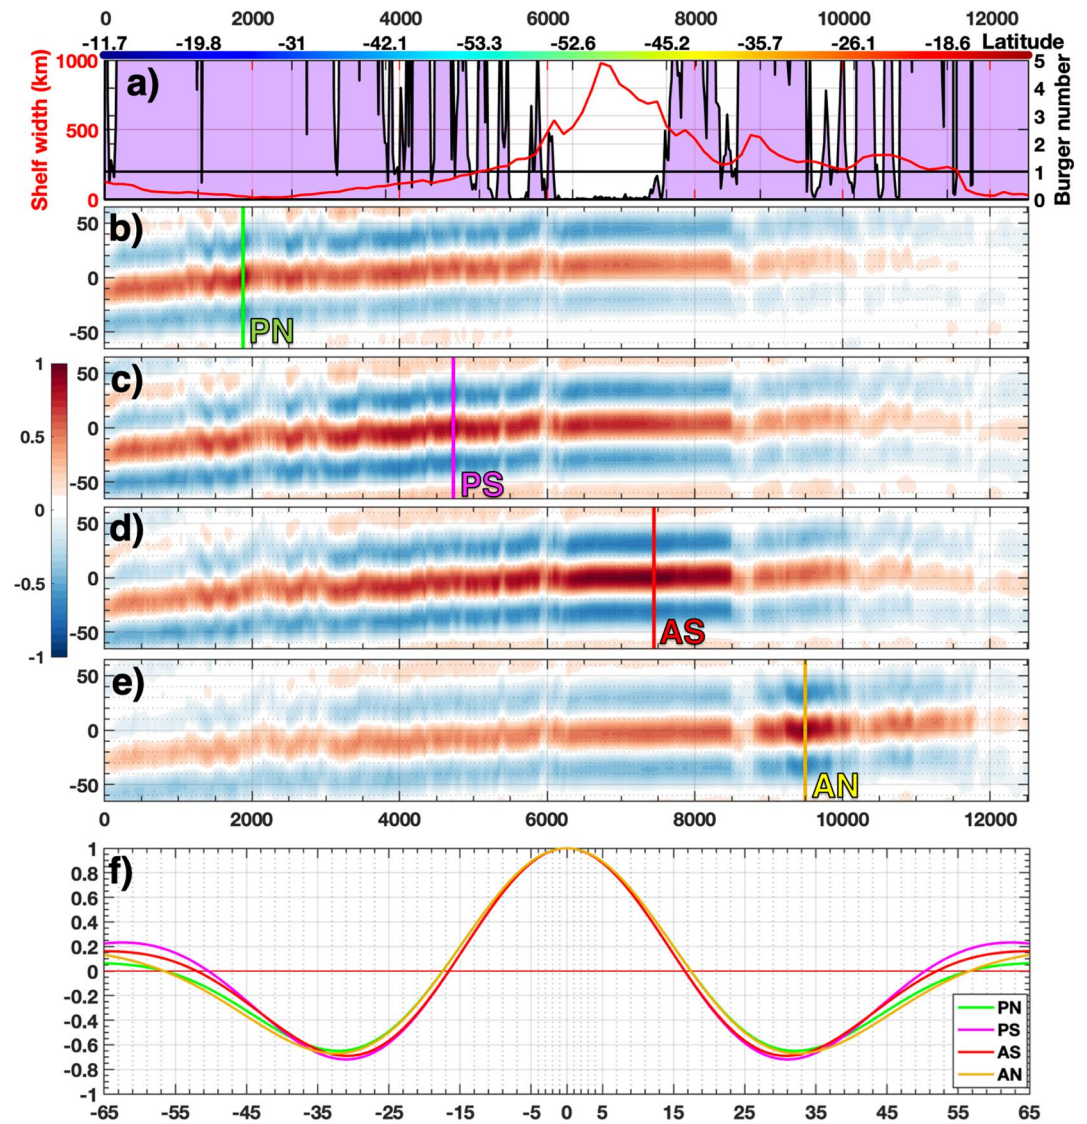 0 2000 4000 6000 8000 10000 12000
-11.7 -19.8 -31 -42.1 -53.3 -52.6 -45.2 -35.7 -26.1 -18.6 Latitude
a)
Shelf width (km)
1000
500
0
5
4
3
2
1
0
Burger number
b)
50
0
-50
PN
c)
50
0
-50
PS
1
0.5
0
-0.5
-1
d)
50
0
-50
AS
e)
50
0
-50
AN
0 2000 4000 6000 8000 10000 12000
f)
1
0.8
0.6
0.4
0.2
0
-0.2
-0.4
-0.6
-0.8
-1
PN
PS
AS
AN
-65 -55 -45 -35 -25 -15 -5 0 5 15 25 35 45 55 65